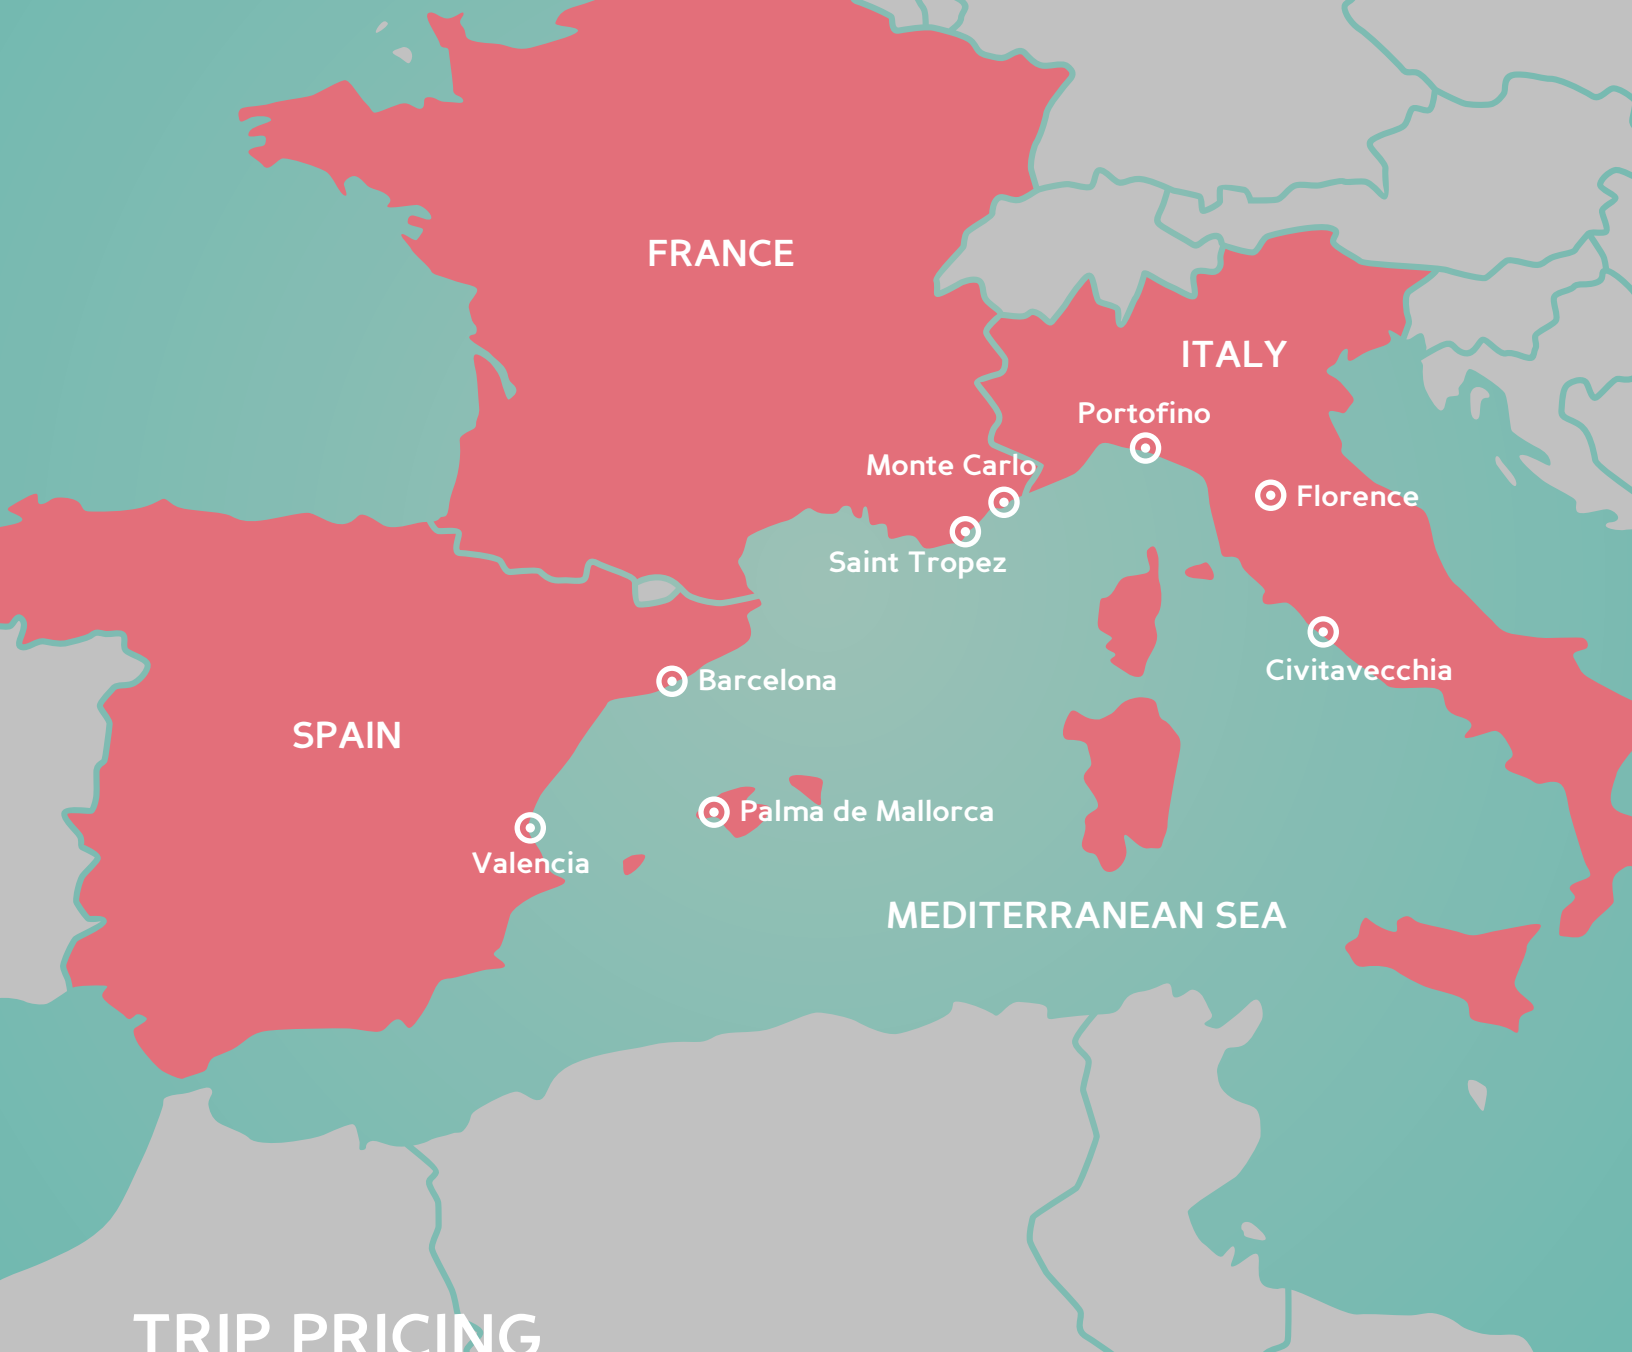 FRANCE
ITALY
Portofino
Monte Carlo
Florence
Saint Tropez
Civitavecchia
Barcelona
SPAIN
Palma de Mallorca
Valencia
MEDITERRANEAN SEA
TRIP PRICING